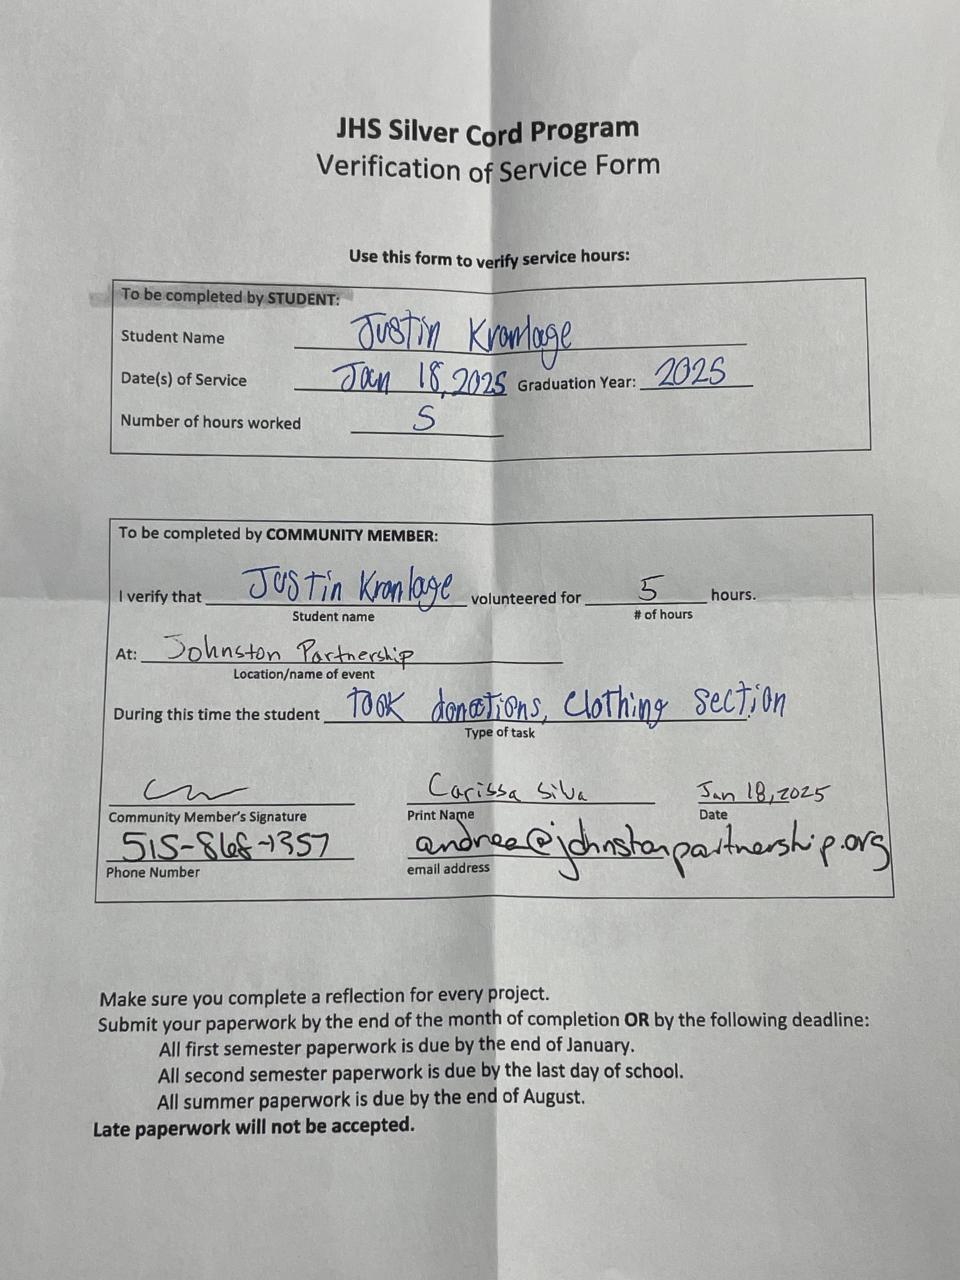 JHS Silver Cord Program
Verification of Service Form
Use this form to verify service hours:
To be completed by STUDENT:
Student Name Justin Kronlage
Date(s) of Service Jan 18, 2025 Graduation Year: 2025
Number of hours worked 5
To be completed by COMMUNITY MEMBER:
I verify that Justin Kronlage volunteered for 5 hours.
Student name # of hours
At: Johnston Partnership
Location/name of event
During this time the student took donations, clothing section
Type of task
Carissa Silva Jan 18, 2025
Community Member's Signature Print Name Date
515-868-1357 andrea@johnstonpartnership.org
Phone Number email address
Make sure you complete a reflection for every project.
Submit your paperwork by the end of the month of completion OR by the following deadline:
All first semester paperwork is due by the end of January.
All second semester paperwork is due by the last day of school.
All summer paperwork is due by the end of August.
Late paperwork will not be accepted.